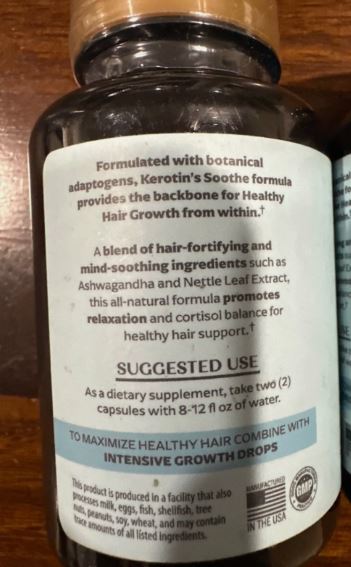 Formulated with botanical
adaptogens, Kerotin's Soothe formula
provides the backbone for Healthy
Hair Growth from within.†
A blend of hair-fortifying and
mind-soothing ingredients such as
Ashwagandha and Nettle Leaf Extract,
this all-natural formula promotes
relaxation and cortisol balance for
healthy hair support.†
SUGGESTED USE
As a dietary supplement, take two (2)
capsules with 8-12 fl oz of water.
TO MAXIMIZE HEALTHY HAIR COMBINE WITH
INTENSIVE GROWTH DROPS
This product is produced in a facility that also
processes milk, eggs, fish, shellfish, tree
nuts, peanuts, soy, wheat, and may contain
trace amounts of all listed ingredients.
MANUFACTURED
IN THE USA
GMP